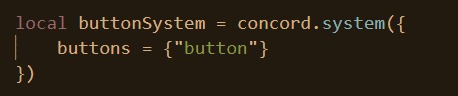 local buttonSystem = concord.system({
    buttons = {"button"}
})